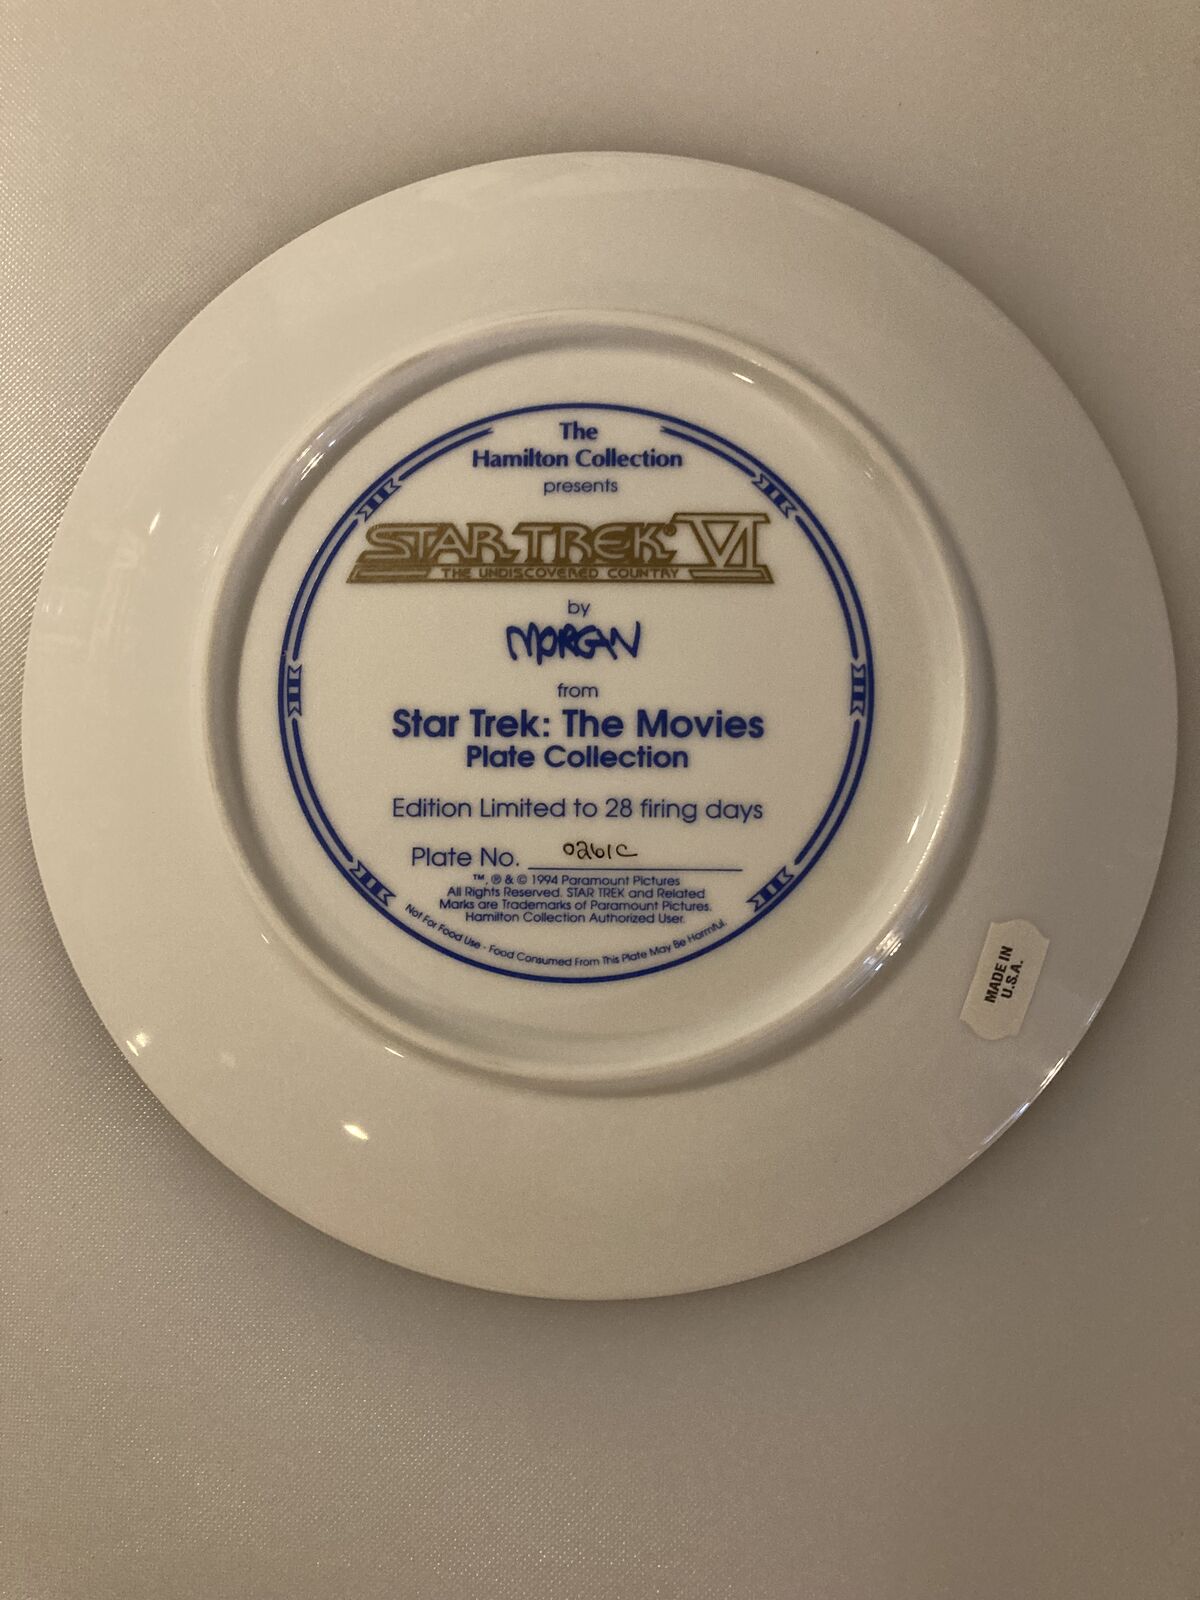 The
Hamilton Collection
presents
STAR TREK® VI
THE UNDISCOVERED COUNTRY
by
MORGAN
from
Star Trek: The Movies
Plate Collection
Edition Limited to 28 firing days
Plate No. 0261C
™, ® & © 1994 Paramount Pictures
All Rights Reserved. STAR TREK and Related
Marks are Trademarks of Paramount Pictures.
Hamilton Collection Authorized User.
Not For Food Use - Food Consumed From This Plate May Be Harmful.
MADE IN
U.S.A.